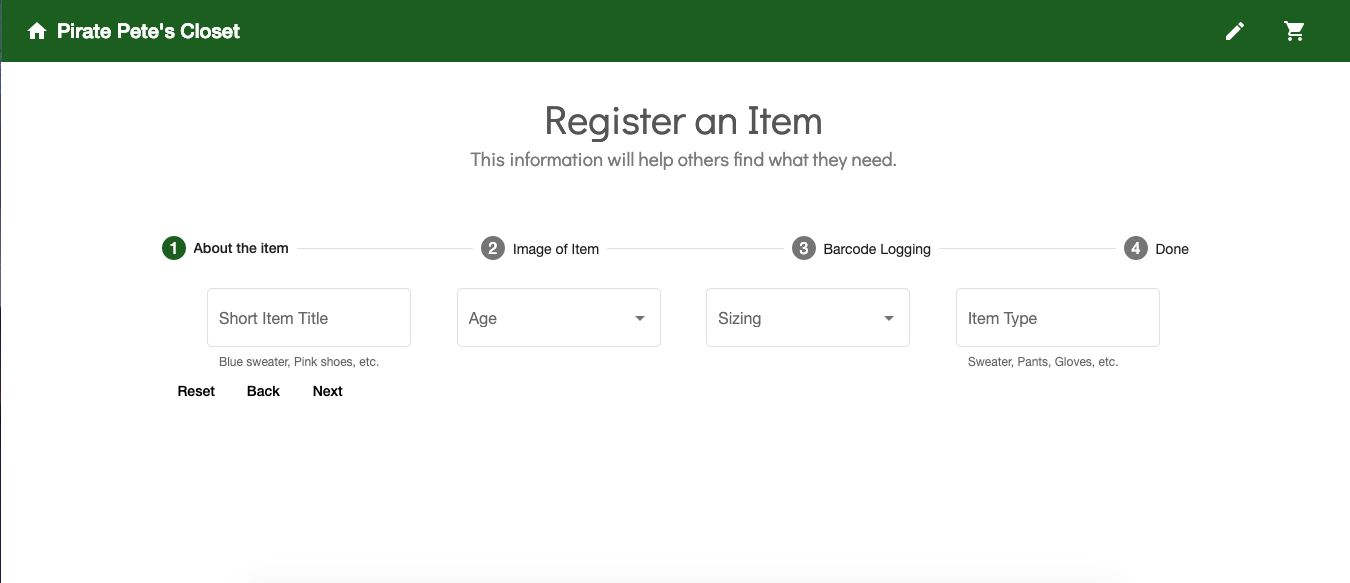 Pirate Pete's Closet
Register an Item
This information will help others find what they need.
1 About the item 2 Image of Item 3 Barcode Logging 4 Done
Short Item Title Age Sizing Item Type
Blue sweater, Pink shoes, etc. Sweater, Pants, Gloves, etc.
Reset Back Next